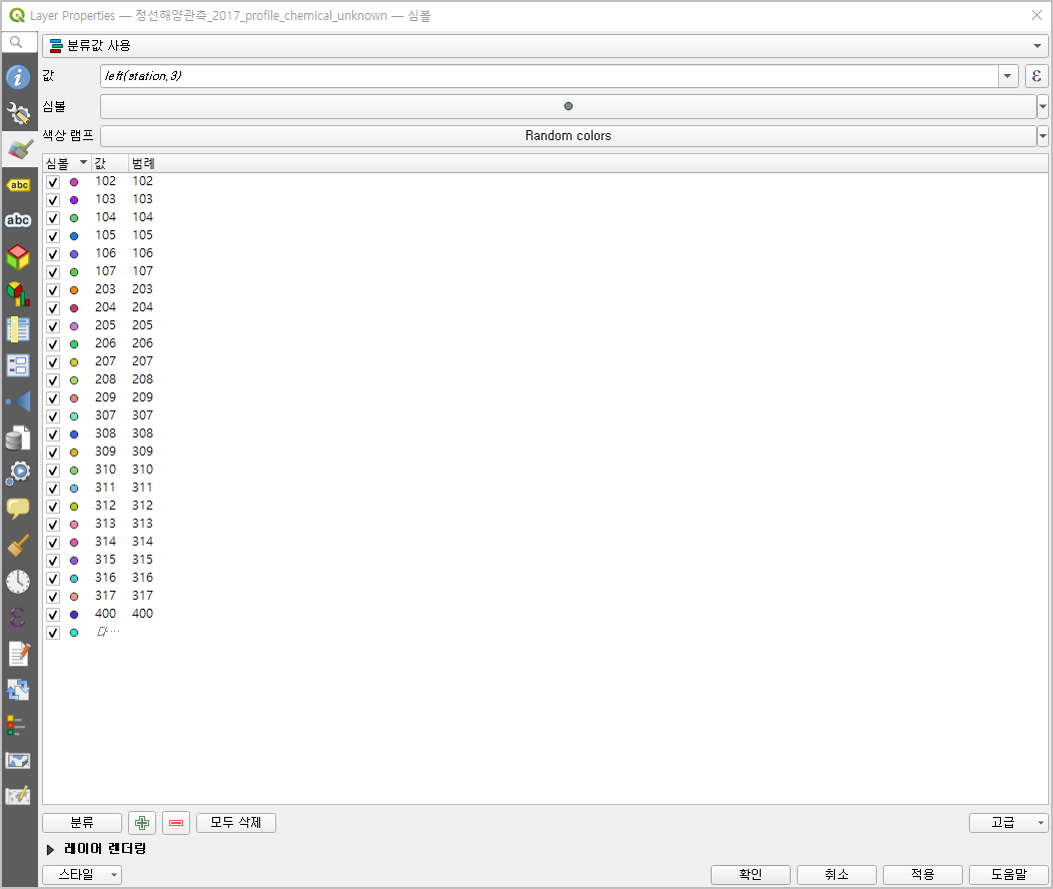 Layer Properties — 정선해양관측_2017_profile_chemical_unknown — 심볼
분류값 사용
값 left(station,3) ε
심볼
색상 램프 Random colors
심볼 값 범례
102 102
103 103
104 104
105 105
106 106
107 107
203 203
204 204
205 205
206 206
207 207
208 208
209 209
307 307
308 308
309 309
310 310
311 311
312 312
313 313
314 314
315 315
316 316
317 317
400 400
다…
abc
abc
분류 모두 삭제 고급
레이어 렌더링
스타일 확인 취소 적용 도움말